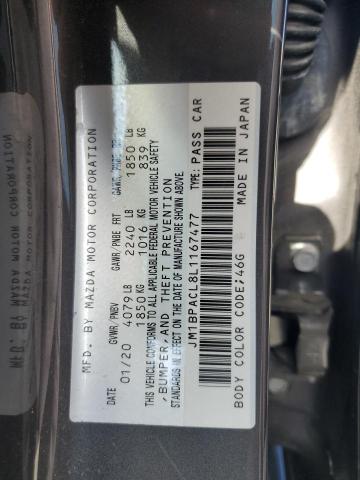 MFD. BY MAZDA MOTOR CORPORATION
DATE GVWR/PNBV GAWR/PNBE FRT
01/20 4079 LB 2240 LB 1850 LB
1850 KG 1016 KG 839 KG
THIS VEHICLE CONFORMS TO ALL APPLICABLE FEDERAL MOTOR VEHICLE SAFETY
,BUMPER,AND THEFT PREVENTION
STANDARDS IN EFFECT ON THE DATE OF MANUFACTURE SHOWN ABOVE.
JM1BPACL8L1167477 TYPE: PASS CAR
BODY COLOR CODE;46G MADE IN JAPAN